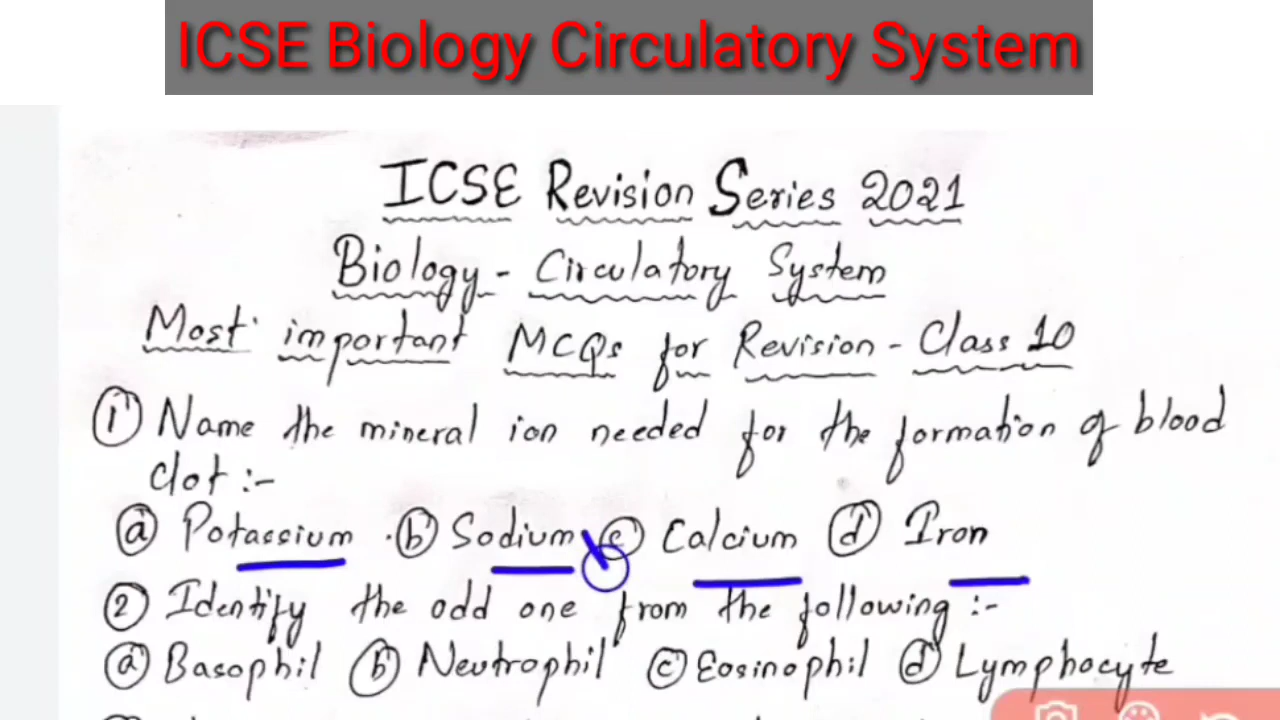 ICSE Biology Circulatory System
ICSE Revision Series 2021
Biology - Circulatory System
Most important MCQs for Revision - Class 10
① Name the mineral ion needed for the formation of blood
clot :-
ⓐ Potassium ⓑ Sodium ⓒ Calcium ⓓ Iron
② Identify the odd one from the following :-
ⓐ Basophil ⓑ Neutrophil ⓒ Eosinophil ⓓ Lymphocyte